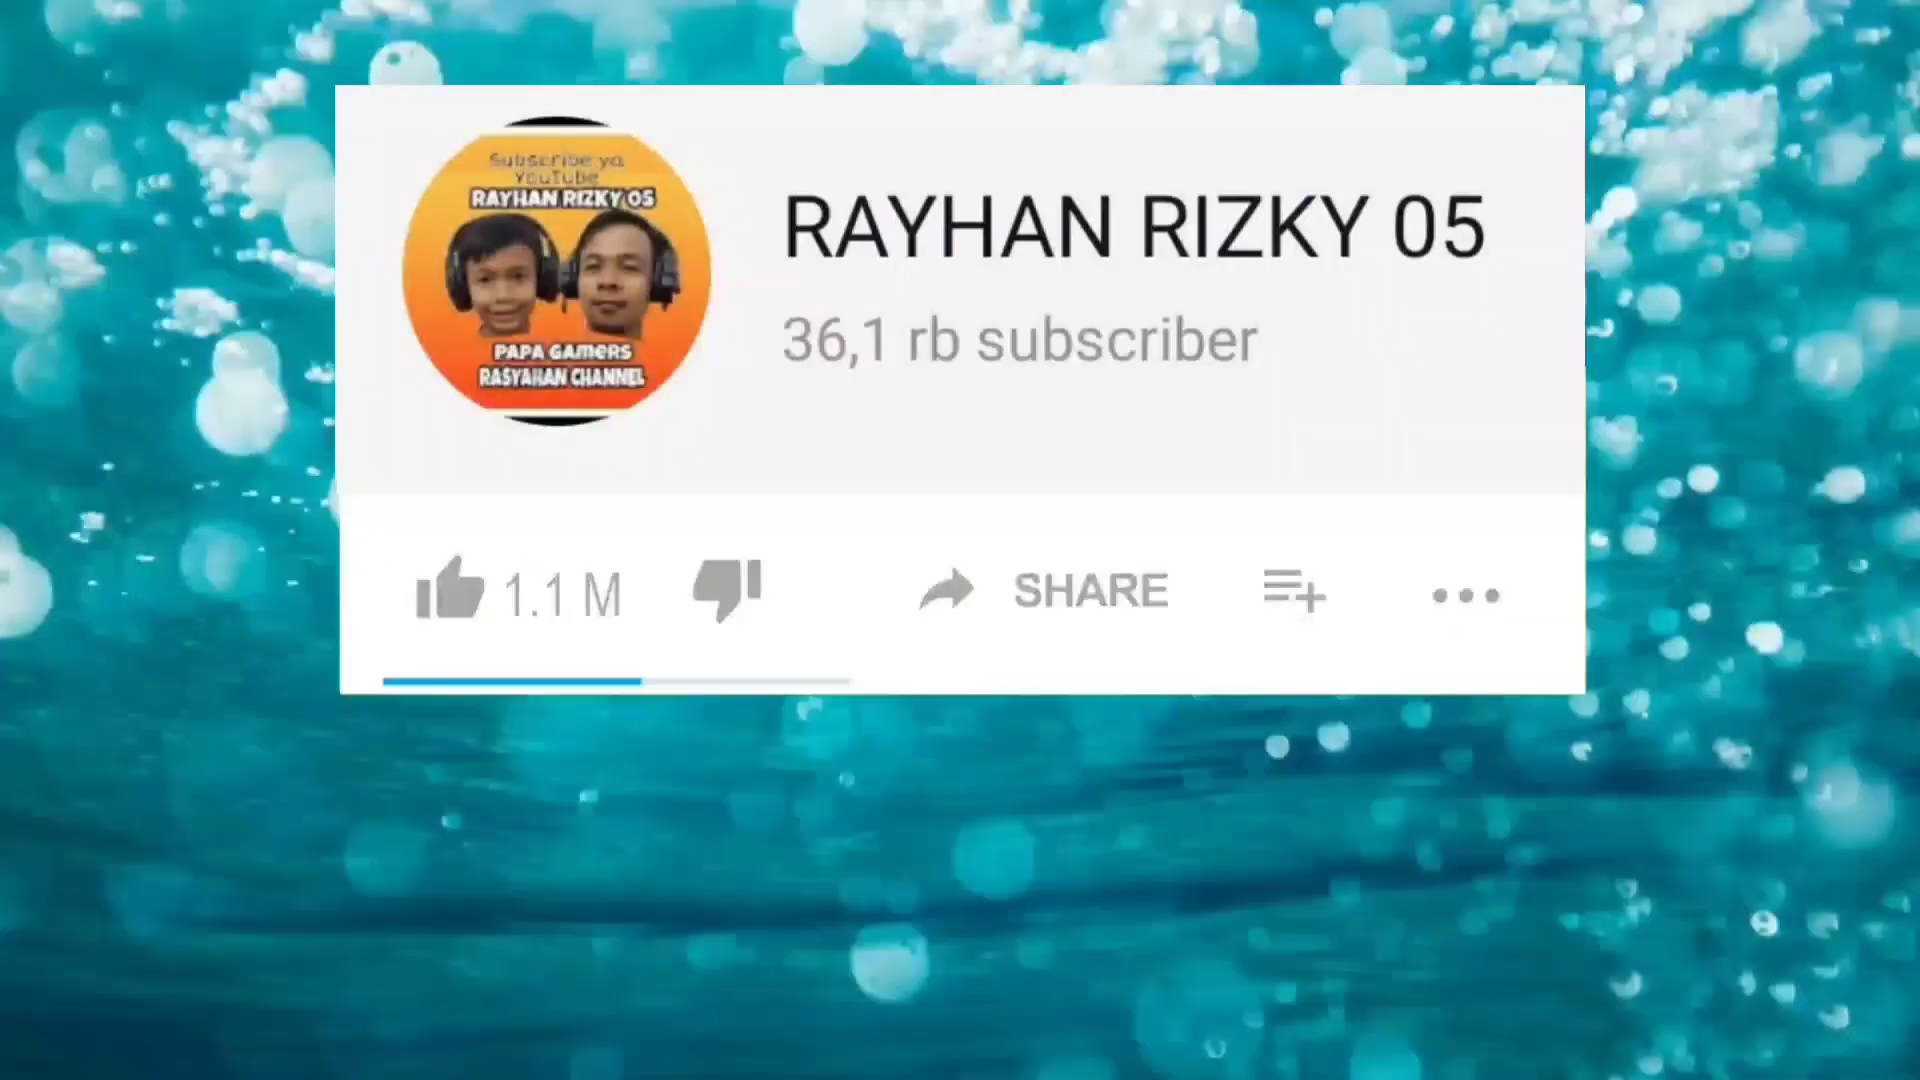 Subscribe ya
YouTube
RAYHAN RIZKY 05
PAPA GAMERS
RASYAHAN CHANNEL
RAYHAN RIZKY 05
36,1 rb subscriber
1.1 M
SHARE